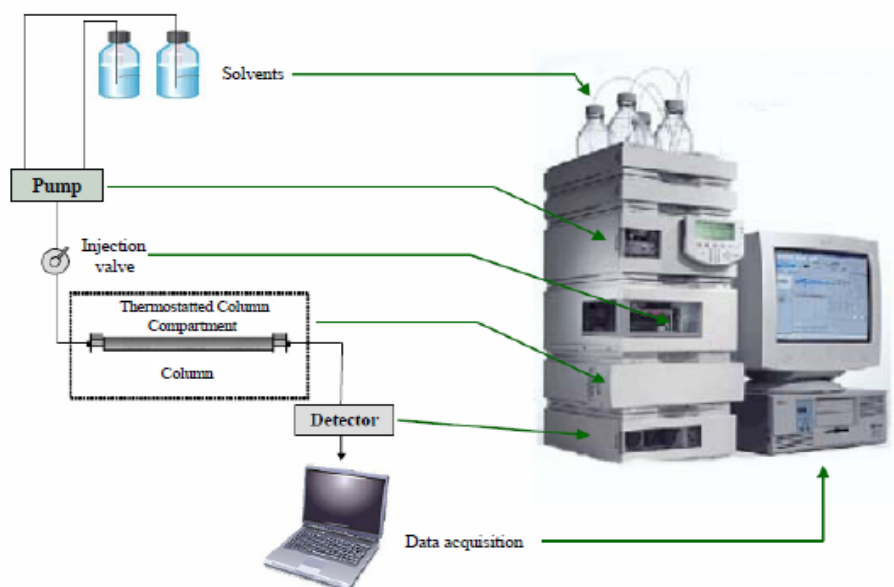 Solvents
Pump
Injection
valve
Thermostatted Column
Compartment
Column
Detector
Data acquisition